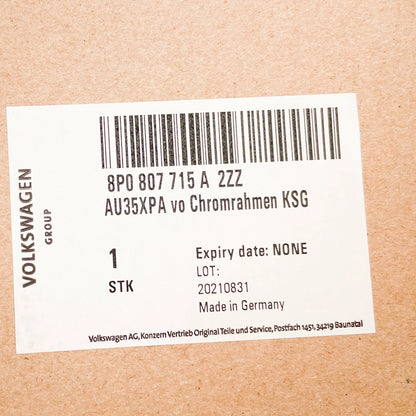 VOLKSWAGEN
GROUP
8P0 807 715 A 2ZZ
AU35XPA vo Chromrahmen KSG
1
STK
Expiry date: NONE
LOT:
20210831
Made in Germany
Volkswagen AG, Konzern Vertrieb Original Teile und Service, Postfach 1451, 34219 Baunatal